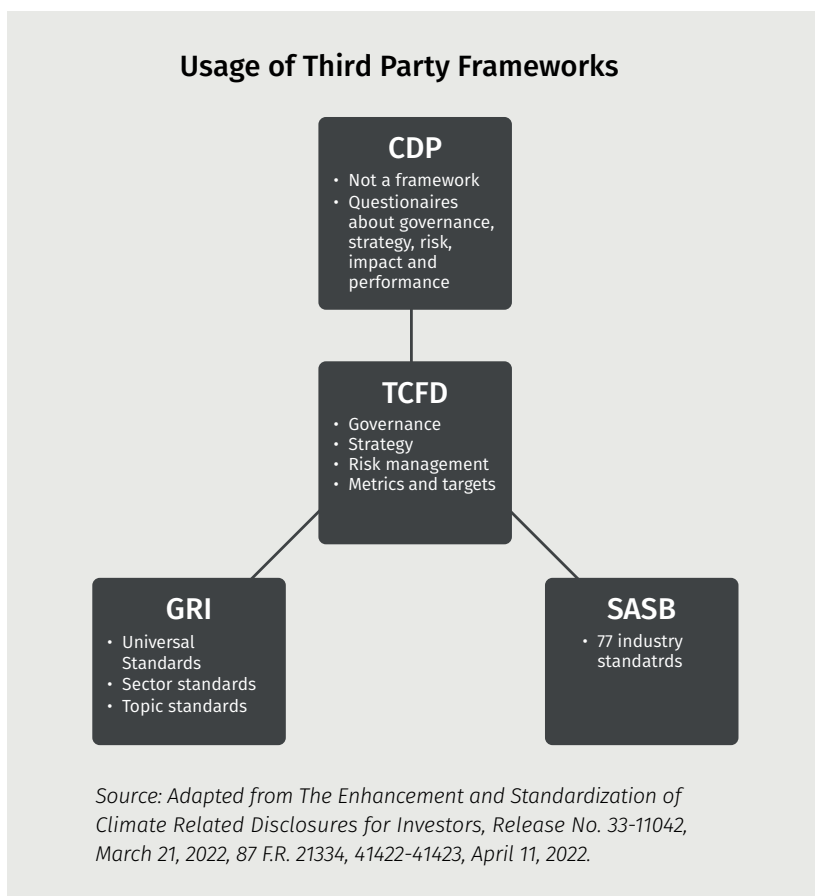 Usage of Third Party Frameworks
CDP
• Not a framework
• Questionaires
about governance,
strategy, risk,
impact and
performance
TCFD
• Governance
• Strategy
• Risk management
• Metrics and targets
GRI
• Universal
Standards
• Sector standards
• Topic standards
SASB
• 77 industry
standatrds
Source: Adapted from The Enhancement and Standardization of
Climate Related Disclosures for Investors, Release No. 33-11042,
March 21, 2022, 87 F.R. 21334, 41422-41423, April 11, 2022.